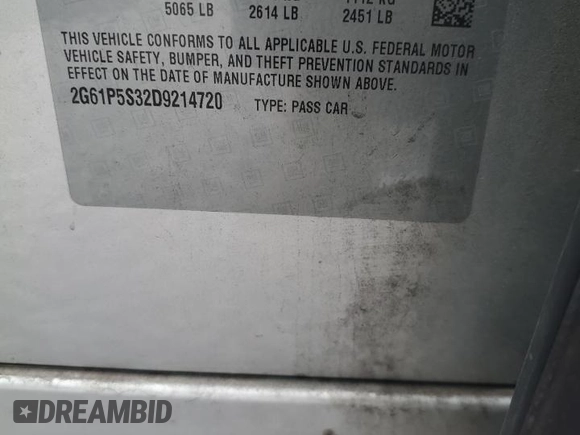 5065 LB 2614 LB 2451 LB
THIS VEHICLE CONFORMS TO ALL APPLICABLE U.S. FEDERAL MOTOR
VEHICLE SAFETY, BUMPER, AND THEFT PREVENTION STANDARDS IN
EFFECT ON THE DATE OF MANUFACTURE SHOWN ABOVE.
2G61P5S32D9214720 TYPE: PASS CAR
DREAMBID